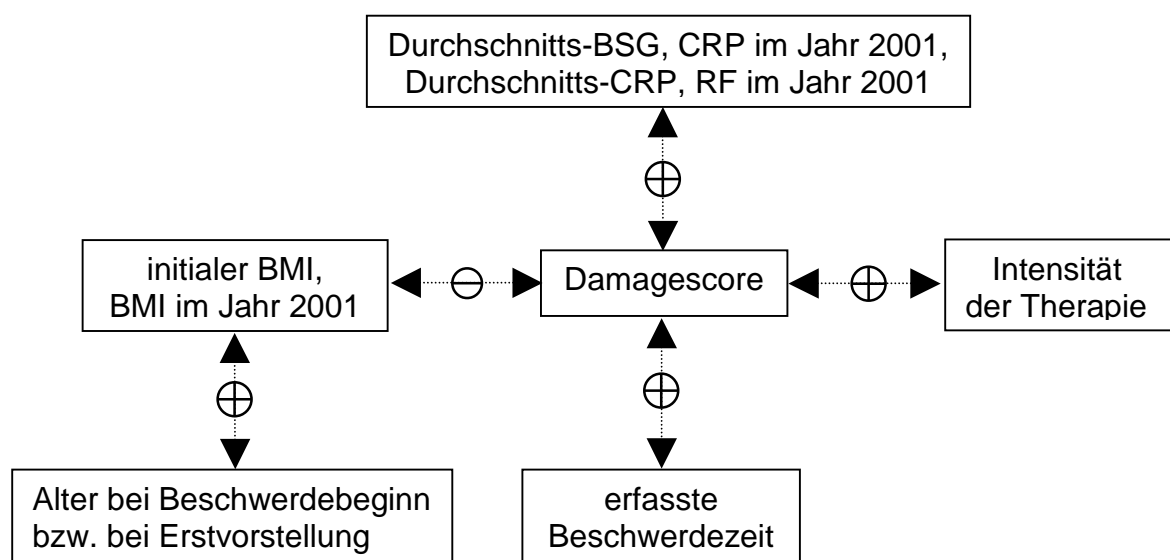 Durchschnitts-BSG, CRP im Jahr 2001,
Durchschnitts-CRP, RF im Jahr 2001
initialer BMI,
BMI im Jahr 2001
Damagescore
Intensität
der Therapie
Alter bei Beschwerdebeginn
bzw. bei Erstvorstellung
erfasste
Beschwerdezeit